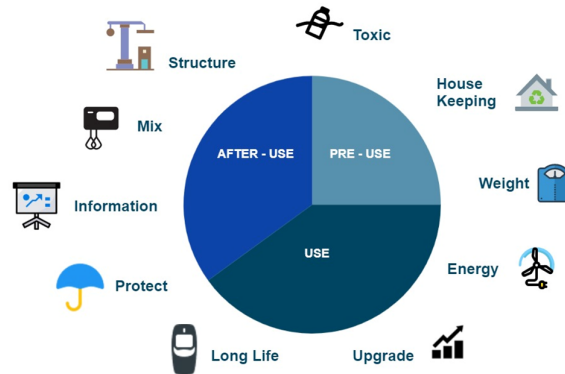 Toxic
Structure
House
Keeping
Mix
AFTER - USE
PRE - USE
Weight
Information
USE
Energy
Protect
Long Life
Upgrade